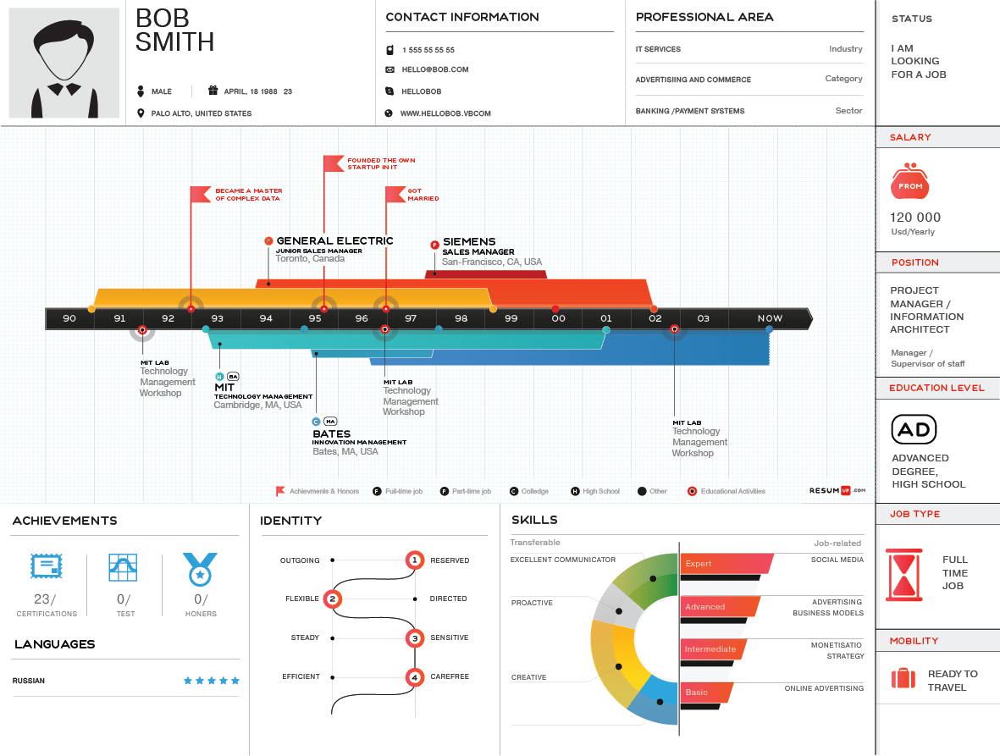 BOB
SMITH
MALE
APRIL, 18 1988 23
PALO ALTO, UNITED STATES
CONTACT INFORMATION
1 555 55 55 55
HELLO@BOB.COM
HELLOBOB
WWW.HELLOBOB.VBCOM
PROFESSIONAL AREA
IT SERVICES Industry
ADVERTISIING AND COMMERCE Category
BANKING /PAYMENT SYSTEMS Sector
STATUS
I AM
LOOKING
FOR A JOB
SALARY
FROM
120 000
Usd/Yearly
POSITION
PROJECT
MANAGER /
INFORMATION
ARCHITECT
Manager /
Supervisor of staff
EDUCATION LEVEL
AD
ADVANCED
DEGREE,
HIGH SCHOOL
JOB TYPE
FULL
TIME
JOB
MOBILITY
READY TO
TRAVEL
FOUNDED THE OWN
STARTUP IN IT
BECAME A MASTER
OF COMPLEX DATA
GOT
MARRIED
F GENERAL ELECTRIC
JUNIOR SALES MANAGER
Toronto, Canada
P SIEMENS
SALES MANAGER
San-Francisco, CA, USA
90 91 92 93 94 95 96 97 98 99 00 01 02 03 NOW
MIT LAB
Technology
Management
Workshop
H BA
MIT
TECHNOLOGY MANAGEMENT
Cambridge, MA, USA
MIT LAB
Technology
Management
Workshop
C MA
BATES
INNOVATION MANAGEMENT
Bates, MA, USA
MIT LAB
Technology
Management
Workshop
Achievments & Honors
F Full-time job
P Part-time job
C Colledge
H High School
Other
Educational Activities
RESUMUP.COM
ACHIEVEMENTS
23/
CERTIFICATIONS
0/
TEST
0/
HONERS
LANGUAGES
RUSSIAN
IDENTITY
OUTGOING 1 RESERVED
FLEXIBLE 2 DIRECTED
STEADY 3 SENSITIVE
EFFICIENT 4 CAREFREE
SKILLS
Transferable
EXCELLENT COMMUNICATOR
PROACTIVE
CREATIVE
Job-related
Expert
SOCIAL MEDIA
Advanced
ADVERTISING
BUSINESS MODELS
Intermediate
MONETISATIO
STRATEGY
Basic
ONLINE ADVERTISING